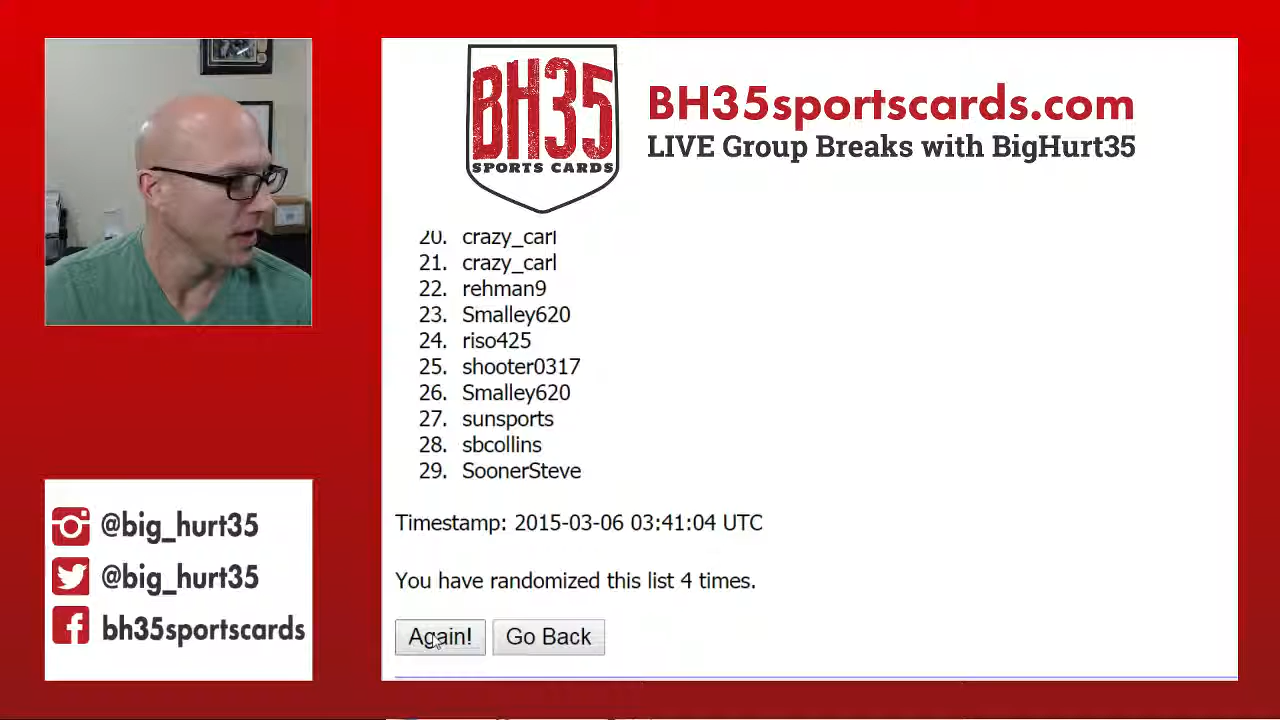 BH35
SPORTS CARDS
BH35sportscards.com
LIVE Group Breaks with BigHurt35
20. crazy_carl
21. crazy_carl
22. rehman9
23. Smalley620
24. riso425
25. shooter0317
26. Smalley620
27. sunsports
28. sbcollins
29. SoonerSteve
Timestamp: 2015-03-06 03:41:04 UTC
You have randomized this list 4 times.
Again! Go Back
@big_hurt35
@big_hurt35
bh35sportscards